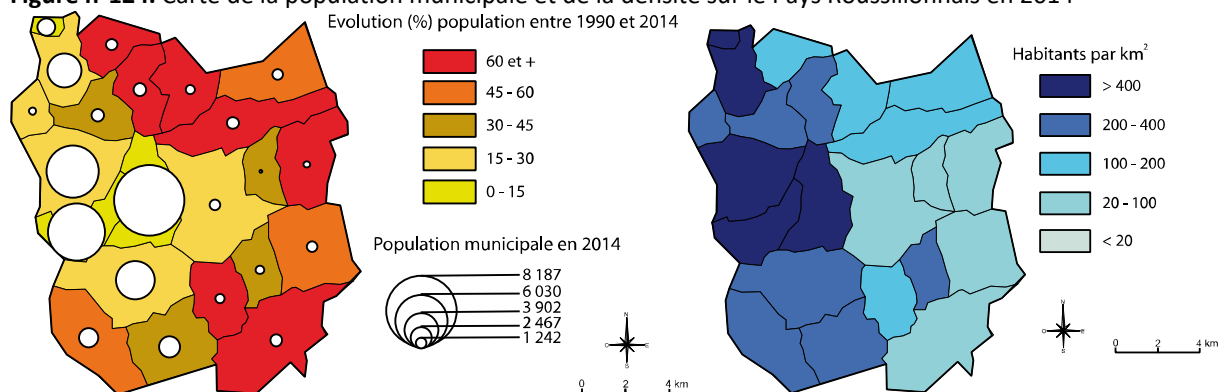 Figure n°124: Carte de la population municipale et de la densité sur le Pays Roussillonnais en 2014
Evolution (%) population entre 1990 et 2014
60 et +
45 - 60
30 - 45
15 - 30
0 - 15
Population municipale en 2014
8 187
6 030
3 902
2 467
1 242
N
E
S
0 2 4 km
Habitants par km²
> 400
200 - 400
100 - 200
20 - 100
< 20
N
E
S
0 2 4 km